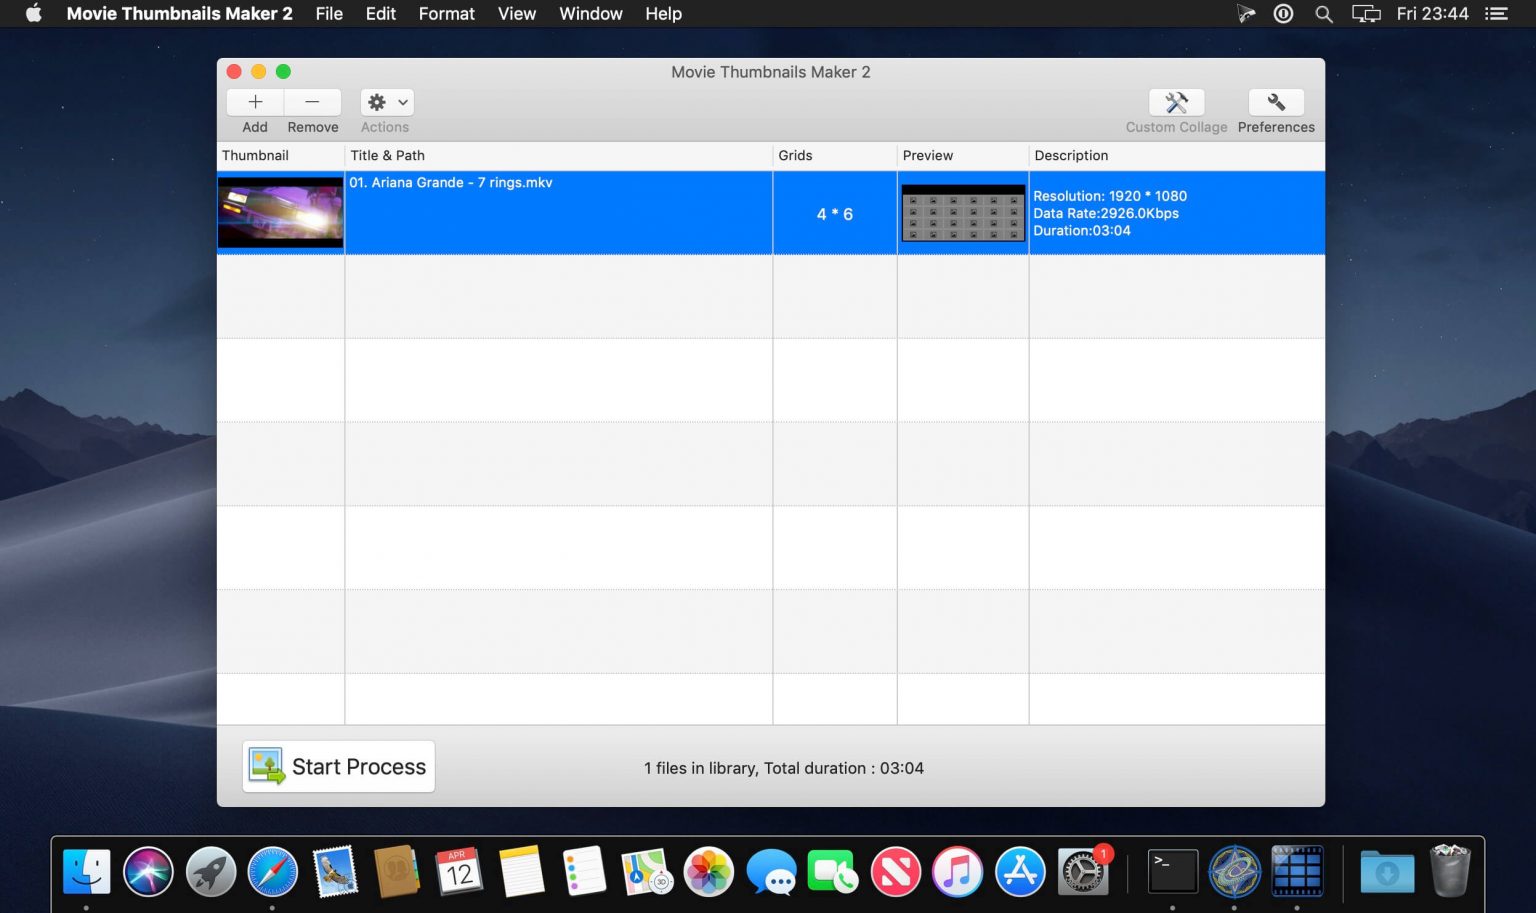 Movie Thumbnails Maker 2 File Edit Format View Window Help Fri 23:44
Movie Thumbnails Maker 2
Add Remove Actions Custom Collage Preferences
Thumbnail Title & Path Grids Preview Description
01. Ariana Grande - 7 rings.mkv
4 * 6
Resolution: 1920 * 1080
Data Rate:2926.0Kbps
Duration:03:04
Start Process
1 files in library, Total duration : 03:04
APR
12
3D
1
>_